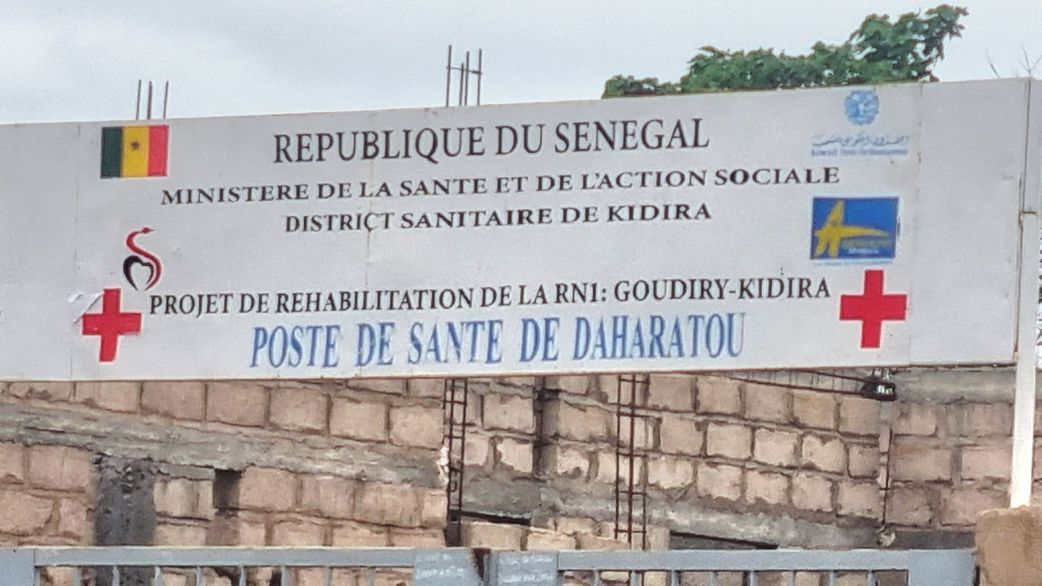 REPUBLIQUE DU SENEGAL
MINISTERE DE LA SANTE ET DE L'ACTION SOCIALE
DISTRICT SANITAIRE DE KIDIRA
PROJET DE REHABILITATION DE LA RN1: GOUDIRY-KIDIRA
POSTE DE SANTE DE DAHARATOU